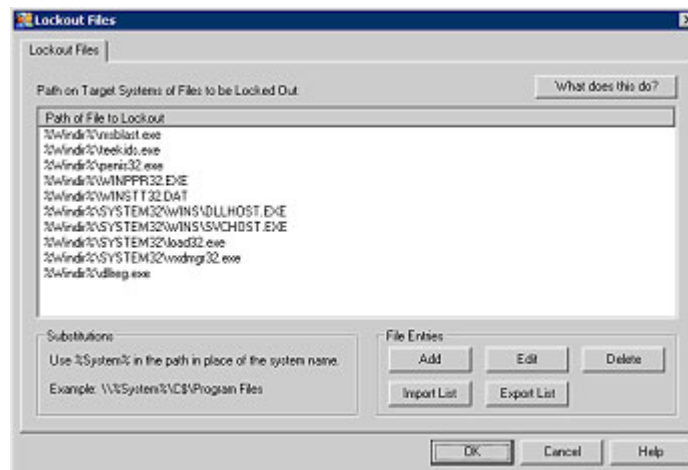 Lockout Files
Lockout Files
Path on Target Systems of Files to be Locked Out
What does this do?
Path of File to Lockout
%Windir%\msblast.exe
%Windir%\teekids.exe
%Windir%\penis32.exe
%Windir%\WINPPR32.EXE
%Windir%\WINSTT32.DAT
%Windir%\SYSTEM32\WINS\DLLHOST.EXE
%Windir%\SYSTEM32\WINS\SVCHOST.EXE
%Windir%\SYSTEM32\load32.exe
%Windir%\SYSTEM32\vxdmgr32.exe
%Windir%\dllreg.exe
Substitutions
Use %System% in the path in place of the system name.
Example: \\%System%\C$\Program Files
File Entries
Add Edit Delete
Import List Export List
OK Cancel Help